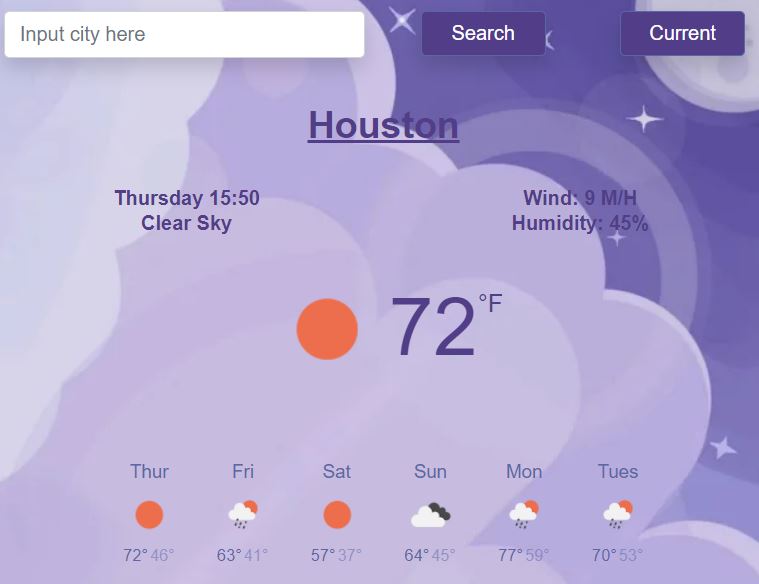 Input city here
Search
Current
Houston
Thursday 15:50
Clear Sky
Wind: 9 M/H
Humidity: 45%
72°F
Thur Fri Sat Sun Mon Tues
72° 46° 63° 41° 57° 37° 64° 45° 77° 59° 70° 53°